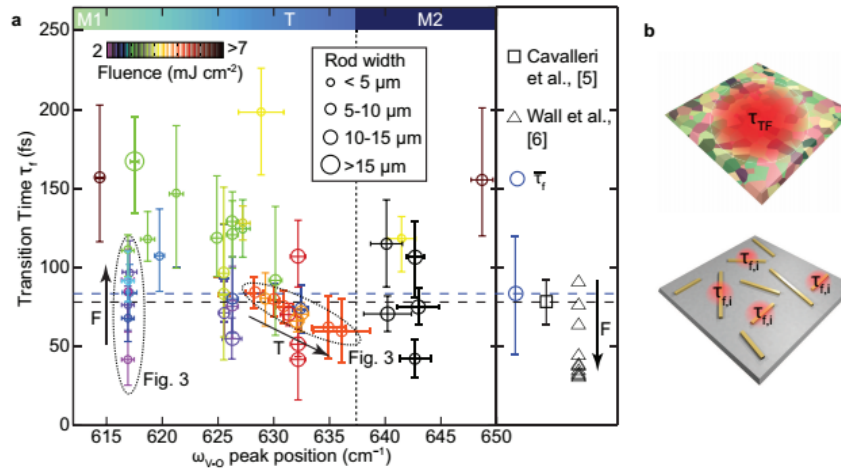 a
M1
T
M2
b
250
200
150
100
50
0
Transition Time τf (fs)
2
>7
Fluence (mJ cm-2)
Rod width
< 5 μm
5-10 μm
10-15 μm
>15 μm
Cavalleri
et al., [5]
Wall et al.,
[6]
τf
F
Fig. 3
T
Fig. 3
F
615
620
625
630
635
640
645
650
ωV-O peak position (cm-1)
τTF
τf,i
τf,i
τf,i
τf,i